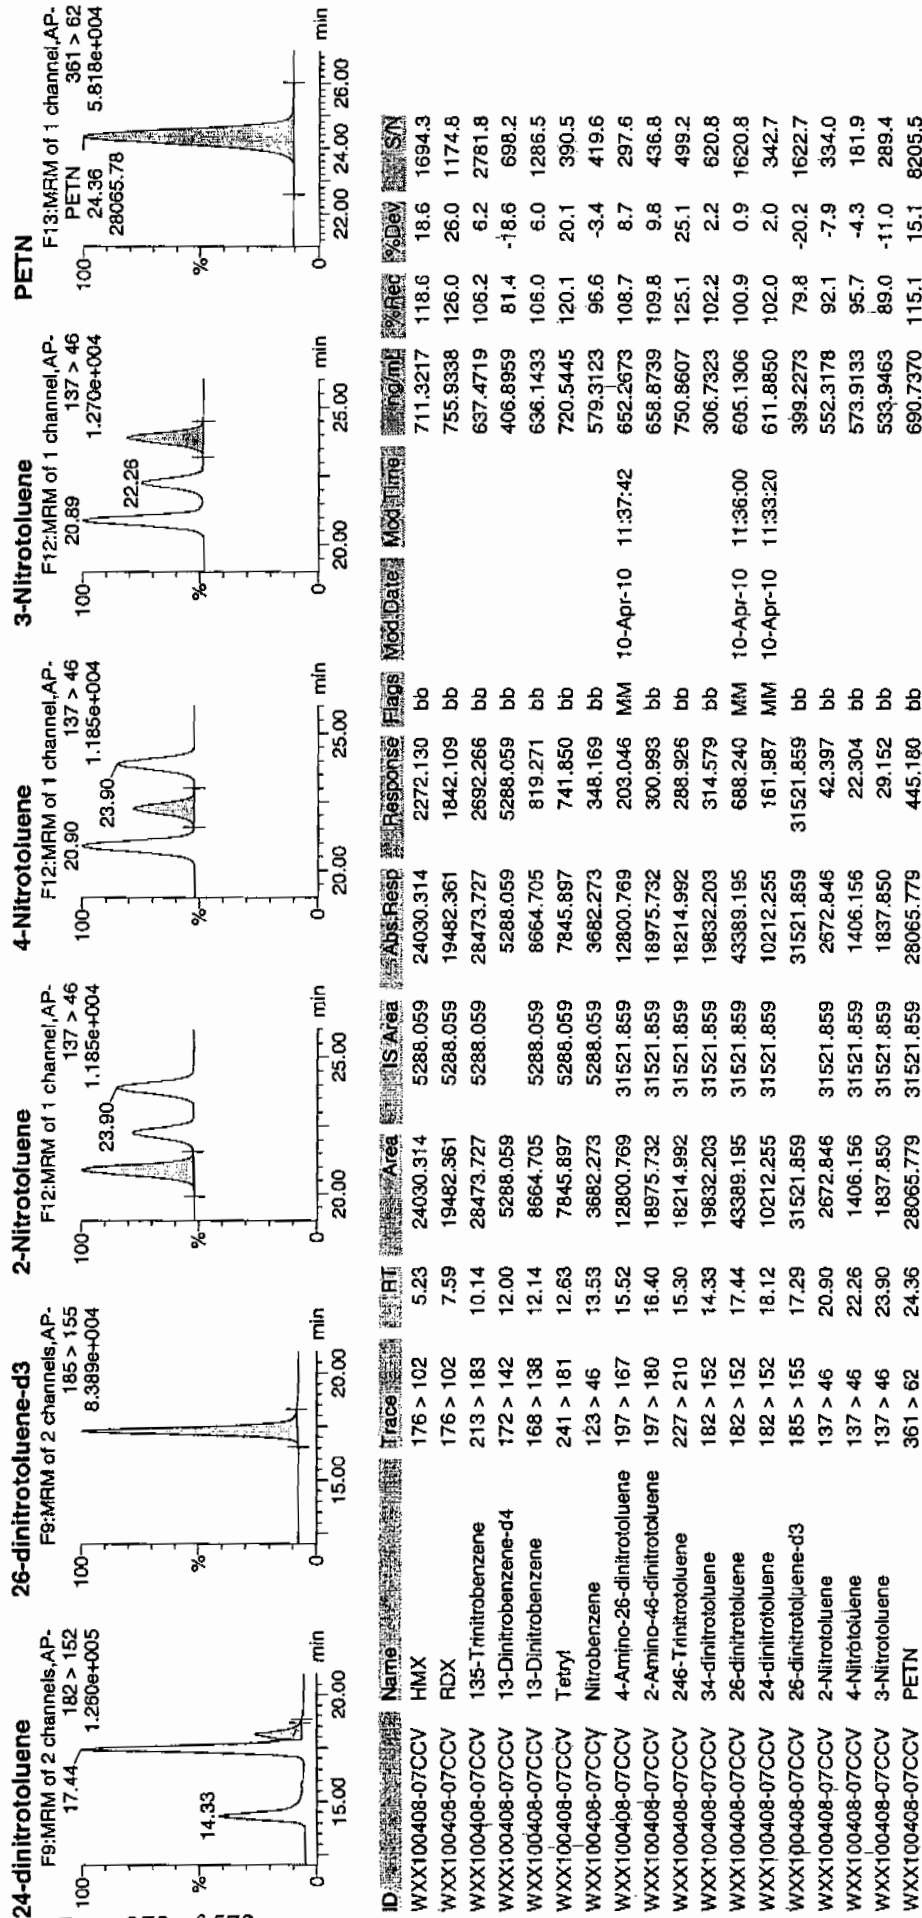 24-dinitrotoluene
F9:MRM of 2 channels,AP-
182 > 152
1.260e+005
17.44
14.33
100
%
0
15.00 20.00
min
26-dinitrotoluene-d3
F9:MRM of 2 channels,AP-
185 > 155
8.389e+004
100
%
0
15.00 20.00
min
2-Nitrotoluene
F12:MRM of 1 channel,AP-
137 > 46
1.185e+004
23.90
100
%
0
20.00 25.00
min
4-Nitrotoluene
F12:MRM of 1 channel,AP-
20.90
137 > 46
1.185e+004
23.90
100
%
0
20.00 25.00
min
3-Nitrotoluene
F12:MRM of 1 channel,AP-
20.89
137 > 46
1.270e+004
22.26
100
%
0
20.00 25.00
min
PETN
F13:MRM of 1 channel,AP-
PETN
361 > 62
24.36
5.818e+004
28065.78
100
%
0
22.00 24.00 26.00
min
ID Name Trace RT Area IS Area Abs.Resp Response Flags Mod.Date Mod.Time ng/ml %Rec %Dev S/N
WXX100408-07CCV HMX 176 > 102 5.23 24030.314 5288.059 24030.314 2272.130 bb 711.3217 118.6 18.6 1694.3
WXX100408-07CCV RDX 176 > 102 7.59 19482.361 5288.059 19482.361 1842.109 bb 755.9338 126.0 26.0 1174.8
WXX100408-07CCV 135-Trinitrobenzene 213 > 183 10.14 28473.727 5288.059 28473.727 2692.266 bb 637.4719 106.2 6.2 2781.8
WXX100408-07CCV 13-Dinitrobenzene-d4 172 > 142 12.00 5288.059 5288.059 5288.059 bb 406.8959 81.4 -18.6 698.2
WXX100408-07CCV 13-Dinitrobenzene 168 > 138 12.14 8664.705 5288.059 8664.705 819.271 bb 636.1433 106.0 6.0 1286.5
WXX100408-07CCV Tetryl 241 > 181 12.63 7845.897 5288.059 7845.897 741.850 bb 720.5445 120.1 20.1 390.5
WXX100408-07CCV Nitrobenzene 123 > 46 13.53 3682.273 5288.059 3682.273 348.169 bb 579.3123 96.6 -3.4 419.6
WXX100408-07CCV 4-Amino-26-dinitrotoluene 197 > 167 15.52 12800.769 31521.859 12800.769 203.046 MM 10-Apr-10 11:37:42 652.2673 108.7 8.7 297.6
WXX100408-07CCV 2-Amino-46-dinitrotoluene 197 > 180 16.40 18975.732 31521.859 18975.732 300.993 bb 658.8739 109.8 9.8 436.8
WXX100408-07CCV 246-Trinitrotoluene 227 > 210 15.30 18214.992 31521.859 18214.992 288.926 bb 750.8607 125.1 25.1 499.2
WXX100408-07CCV 34-dinitrotoluene 182 > 152 14.33 19832.203 31521.859 19832.203 314.579 bb 306.7323 102.2 2.2 620.8
WXX100408-07CCV 26-dinitrotoluene 182 > 152 17.44 43389.195 31521.859 43389.195 688.240 MM 10-Apr-10 11:36:00 605.1306 100.9 0.9 1620.8
WXX100408-07CCV 24-dinitrotoluene 182 > 152 18.12 10212.255 31521.859 10212.255 161.987 MM 10-Apr-10 11:33:20 611.8850 102.0 2.0 342.7
WXX100408-07CCV 26-dinitrotoluene-d3 185 > 155 17.29 31521.859 31521.859 31521.859 bb 399.2273 79.8 -20.2 1622.7
WXX100408-07CCV 2-Nitrotoluene 137 > 46 20.90 2672.846 31521.859 2672.846 42.397 bb 552.3178 92.1 -7.9 334.0
WXX100408-07CCV 4-Nitrotoluene 137 > 46 22.26 1406.156 31521.859 1406.156 22.304 bb 573.9133 95.7 -4.3 181.9
WXX100408-07CCV 3-Nitrotoluene 137 > 46 23.90 1837.850 31521.859 1837.850 29.152 bb 533.9463 89.0 -11.0 289.4
WXX100408-07CCV PETN 361 > 62 24.36 28065.779 31521.859 28065.779 445.180 bb 690.7370 115.1 15.1 8205.5